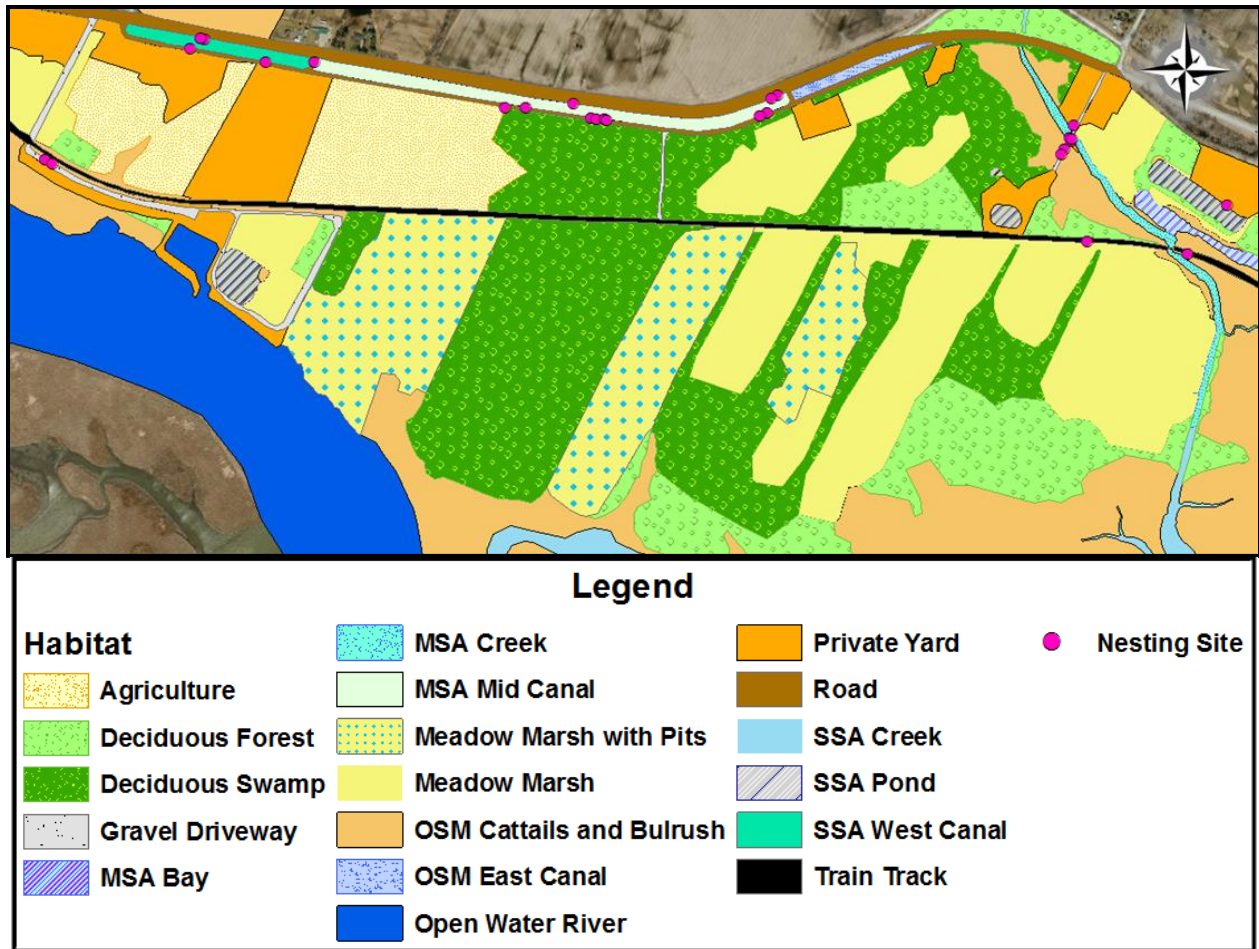 Legend
Habitat
Agriculture
Deciduous Forest
Deciduous Swamp
Gravel Driveway
MSA Bay
MSA Creek
MSA Mid Canal
Meadow Marsh with Pits
Meadow Marsh
OSM Cattails and Bulrush
OSM East Canal
Open Water River
Private Yard
Road
SSA Creek
SSA Pond
SSA West Canal
Train Track
Nesting Site